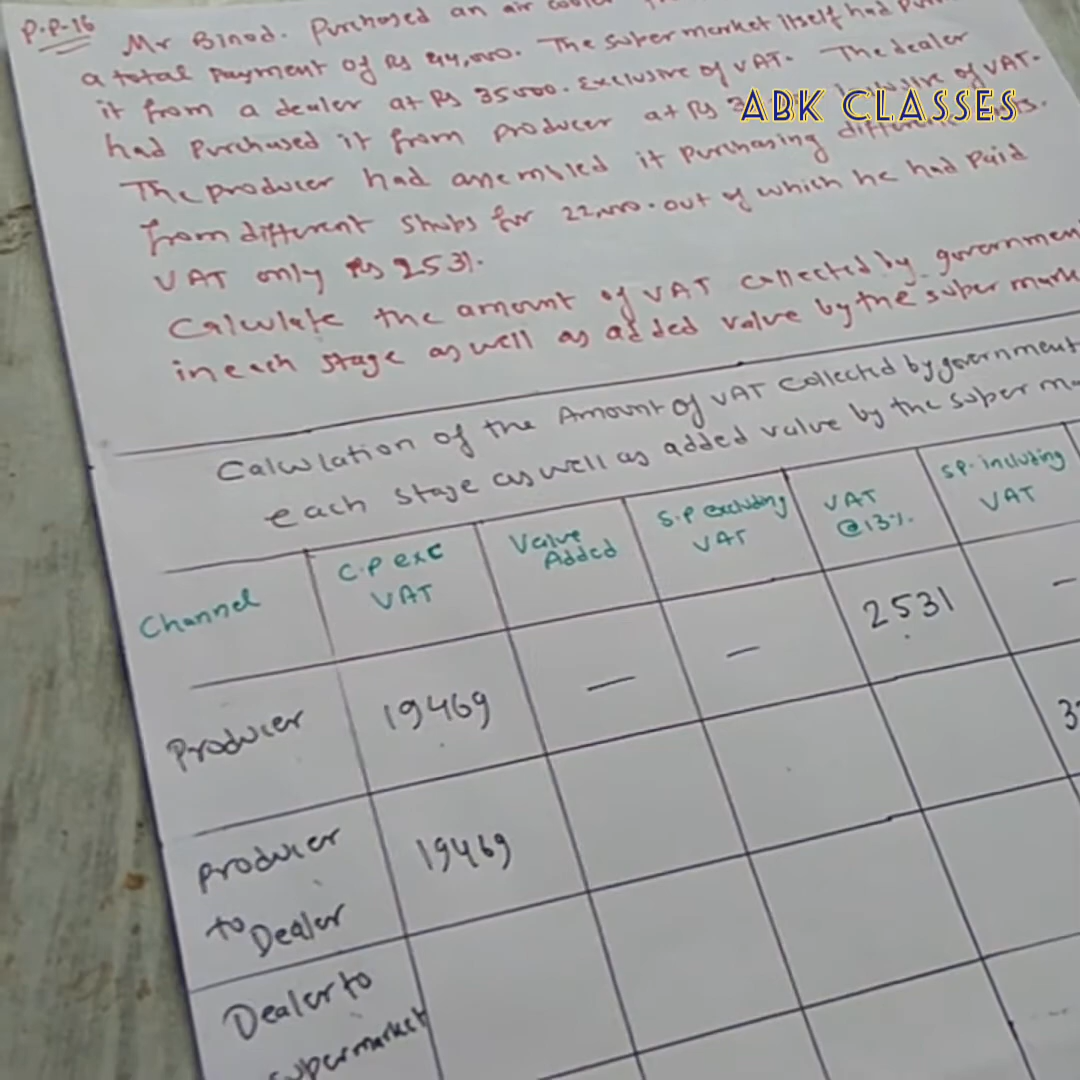 P.P-16
Mr Binod. Purchased an air cooler
a total payment of Rs 44,000. The super market itself had
it from a dealer at Rs 35000. Exclusive of VAT. The dealer
had purchased it from producer at Rs of VAT.
ABK CLASSES
The producer had assembled it purchasing
from different shops for 22,000. out of which he had paid
VAT only Rs 2531.
Calculate the amount of VAT collected by government
in each stage as well as added value by the super
Calculation of the Amount of VAT collected by government
each stage as well as added value by the super
Channel C.P exc VAT Value Added S.P excluding VAT VAT @13% S.P. including VAT
Producer 19469 — — 2531 —
Producer to Dealer 19469
Dealer to supermarket